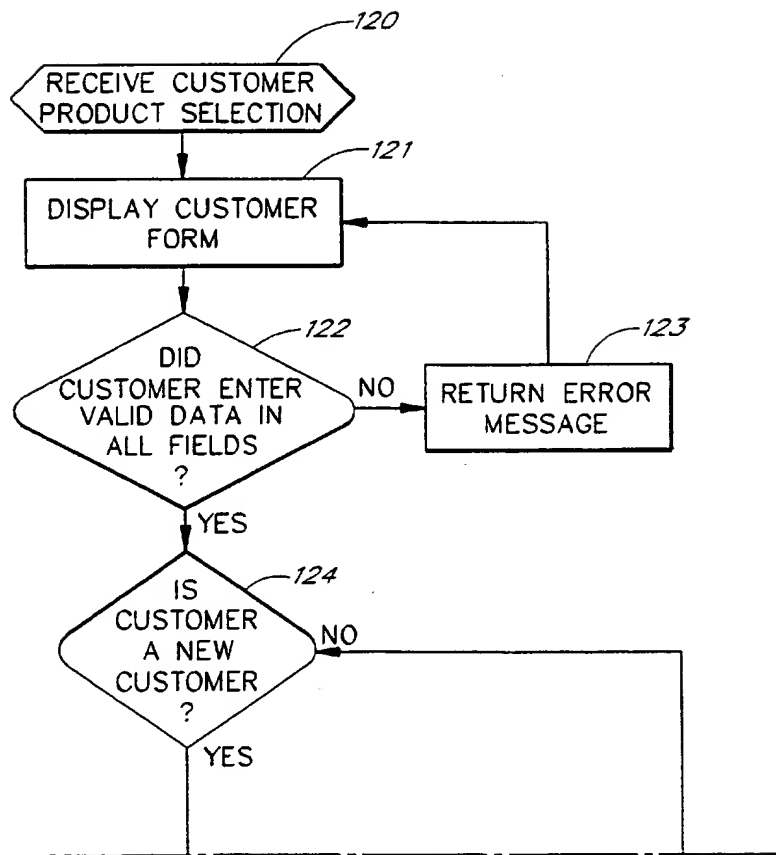 120
RECEIVE CUSTOMER
PRODUCT SELECTION
121
DISPLAY CUSTOMER
FORM
122
DID
CUSTOMER ENTER
VALID DATA IN
ALL FIELDS
?
NO
123
RETURN ERROR
MESSAGE
YES
124
IS
CUSTOMER
A NEW
CUSTOMER
?
NO
YES